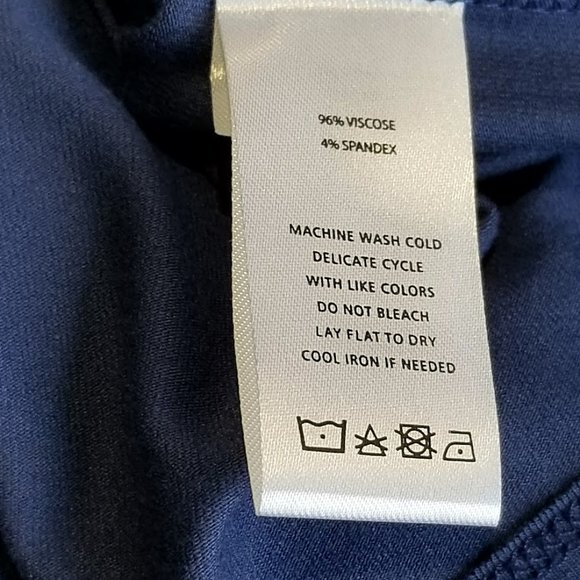 96% VISCOSE
4% SPANDEX
MACHINE WASH COLD
DELICATE CYCLE
WITH LIKE COLORS
DO NOT BLEACH
LAY FLAT TO DRY
COOL IRON IF NEEDED